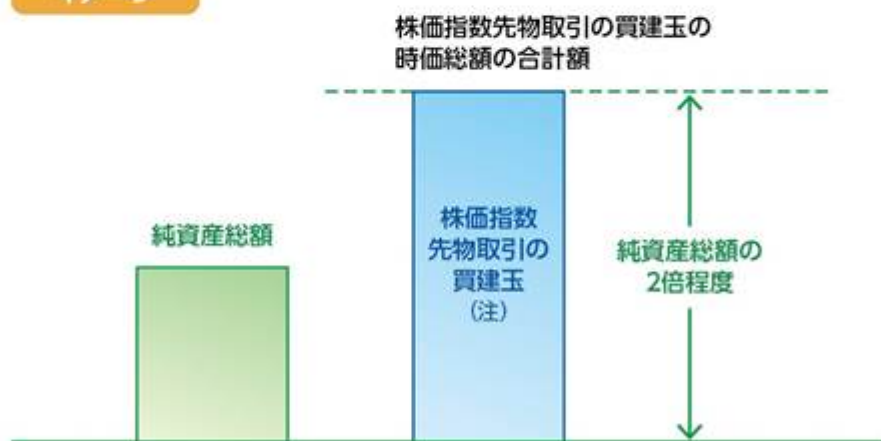 株価指数先物取引の買建玉の
時価総額の合計額
純資産総額
株価指数
先物取引の
買建玉
（注）
純資産総額の
2倍程度